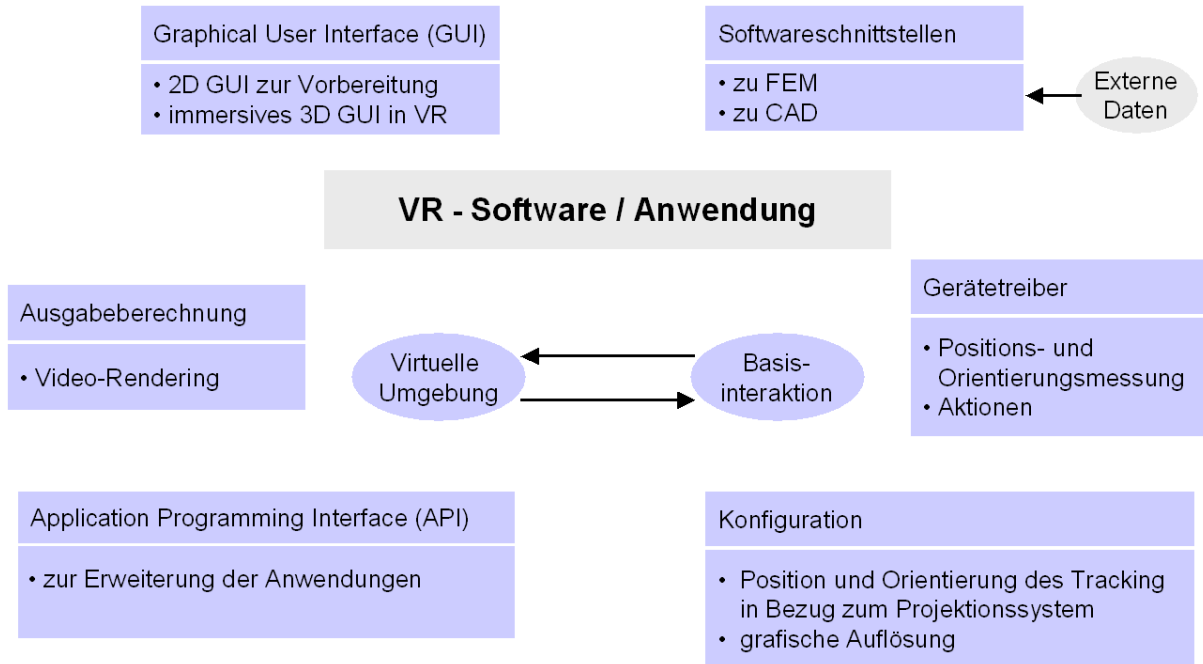 Graphical User Interface (GUI)
• 2D GUI zur Vorbereitung
• immersives 3D GUI in VR
Softwareschnittstellen
• zu FEM
• zu CAD
Externe
Daten
VR - Software / Anwendung
Ausgabeberechnung
• Video-Rendering
Virtuelle
Umgebung
Basis-
interaktion
Gerätetreiber
• Positions- und
Orientierungsmessung
• Aktionen
Application Programming Interface (API)
• zur Erweiterung der Anwendungen
Konfiguration
• Position und Orientierung des Tracking
in Bezug zum Projektionssystem
• grafische Auflösung